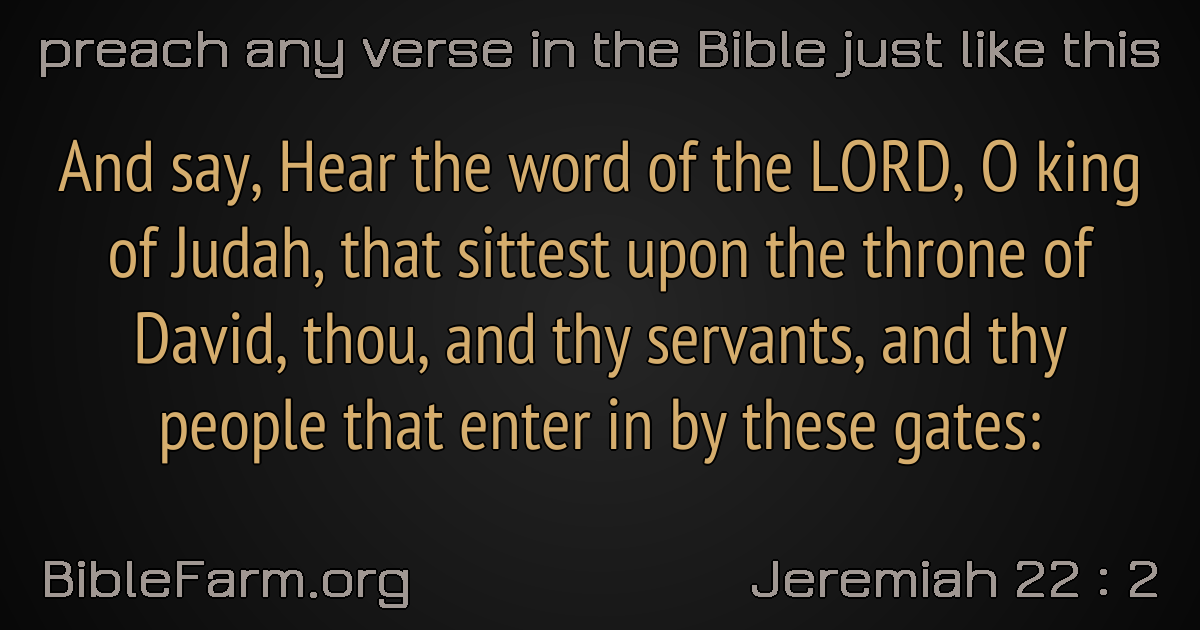 preach any verse in the Bible just like this
And say, Hear the word of the LORD, O king
of Judah, that sittest upon the throne of
David, thou, and thy servants, and thy
people that enter in by these gates:
BibleFarm.org
Jeremiah 22 : 2